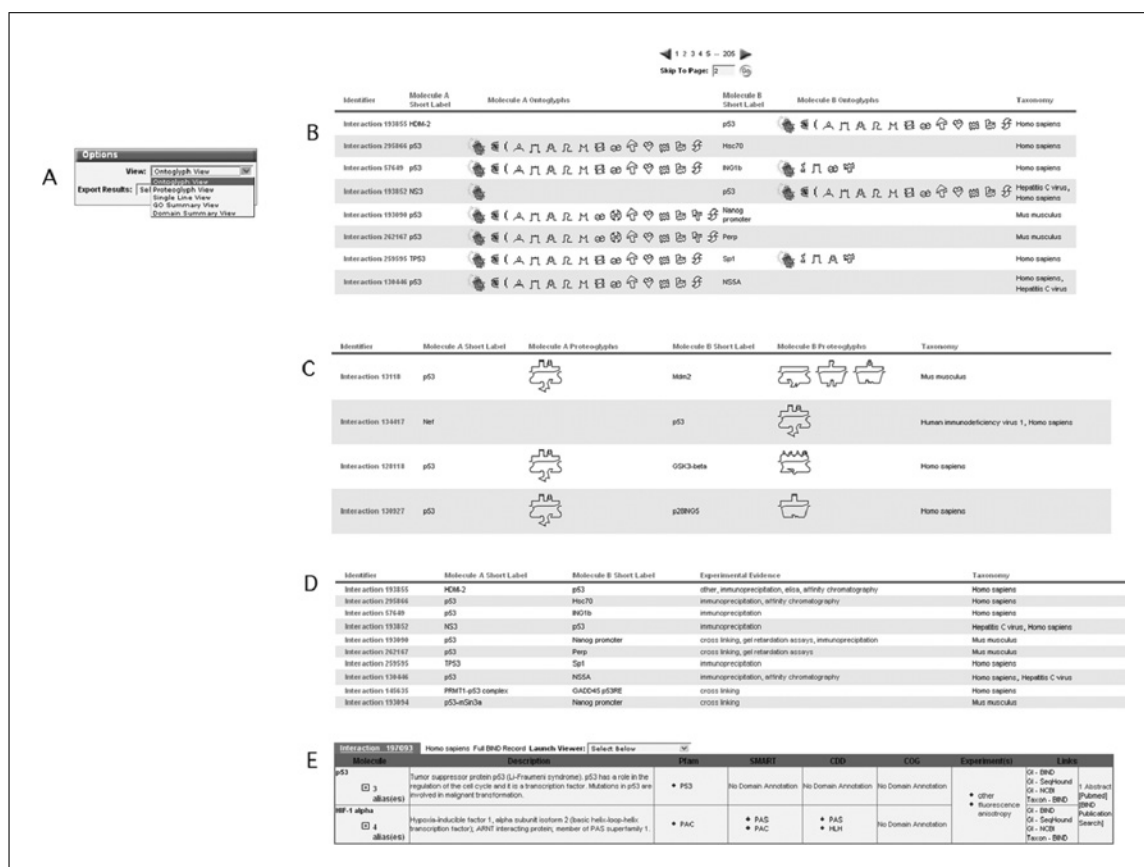 1 2 3 4 5 -- 205
Skip To Page: 2 Go
Identifier Molecule A Short Label Molecule A Ontoglyphs Molecule B Short Label Molecule B Ontoglyphs Taxonomy
B
Interaction 193855 HDM-2 p53 Homo sapiens
Interaction 295866 p53 Hsc70 Homo sapiens
A
Options
View: Ontoglyph View
Ontoglyph View
Export Results: Sel
Proteoglyph View
Single Line View
GO Summary View
Domain Summary View
Interaction 57649 p53 ING1b Homo sapiens
Interaction 193852 NS3 p53 Hepatitis C virus, Homo sapiens
Interaction 193090 p53 Nanog promoter Mus musculus
Interaction 262167 p53 Perp Mus musculus
Interaction 259595 TP53 Sp1 Homo sapiens
Interaction 130446 p53 NS5A Homo sapiens, Hepatitis C virus
Identifier Molecule A Short Label Molecule A Proteoglyphs Molecule B Short Label Molecule B Proteoglyphs Taxonomy
C
Interaction 13118 p53 Mdm2 Mus musculus
Interaction 134417 Nef p53 Human immunodeficiency virus 1, Homo sapiens
Interaction 128118 p53 GSK3-beta Homo sapiens
Interaction 138927 p53 p28ING5 Homo sapiens
D
Identifier Molecule A Short Label Molecule B Short Label Experimental Evidence Taxonomy
Interaction 193855 HDM-2 p53 other, immunoprecipitation, elisa, affinity chromatography Homo sapiens
Interaction 295866 p53 Hsc70 immunoprecipitation, affinity chromatography Homo sapiens
Interaction 57649 p53 ING1b immunoprecipitation Homo sapiens
Interaction 193852 NS3 p53 immunoprecipitation Hepatitis C virus, Homo sapiens
Interaction 193090 p53 Nanog promoter cross linking, gel retardation assays, immunoprecipitation Mus musculus
Interaction 262167 p53 Perp cross linking, gel retardation assays Mus musculus
Interaction 259595 TP53 Sp1 immunoprecipitation Homo sapiens
Interaction 130446 p53 NS5A immunoprecipitation, affinity chromatography Homo sapiens, Hepatitis C virus
Interaction 145635 PRMT1-p53 complex GADD45 p53RE cross linking Homo sapiens
Interaction 193094 p53-mSin3a Nanog promoter cross linking Mus musculus
E
Interaction 197093 Homo sapiens Full BIND Record Launch Viewer: Select Below
Molecule Description Pfam SMART CDD COG Experiment(s) Links
p53
3 alias(es)
Tumor suppressor protein p53 (Li-Fraumeni syndrome). p53 has a role in the
regulation of the cell cycle and it is a transcription factor. Mutations in p53 are
involved in malignant transformation.
P53
No Domain Annotation
No Domain Annotation
No Domain Annotation
other
fluorescence anisotropy
GI - BIND
GI - SeqHound
GI - NCBI
Taxon - BIND
1 Abstract
[Pubmed]
[BIND
Publication
Search]
HIF-1 alpha
4 alias(es)
Hypoxia-inducible factor 1, alpha subunit isoform 2 (basic helix-loop-helix
transcription factor); ARNT interacting protein; member of PAS superfamily 1.
PAC
PAS
PAC
PAS
HLH
No Domain Annotation
GI - BIND
GI - SeqHound
GI - NCBI
Taxon - BIND